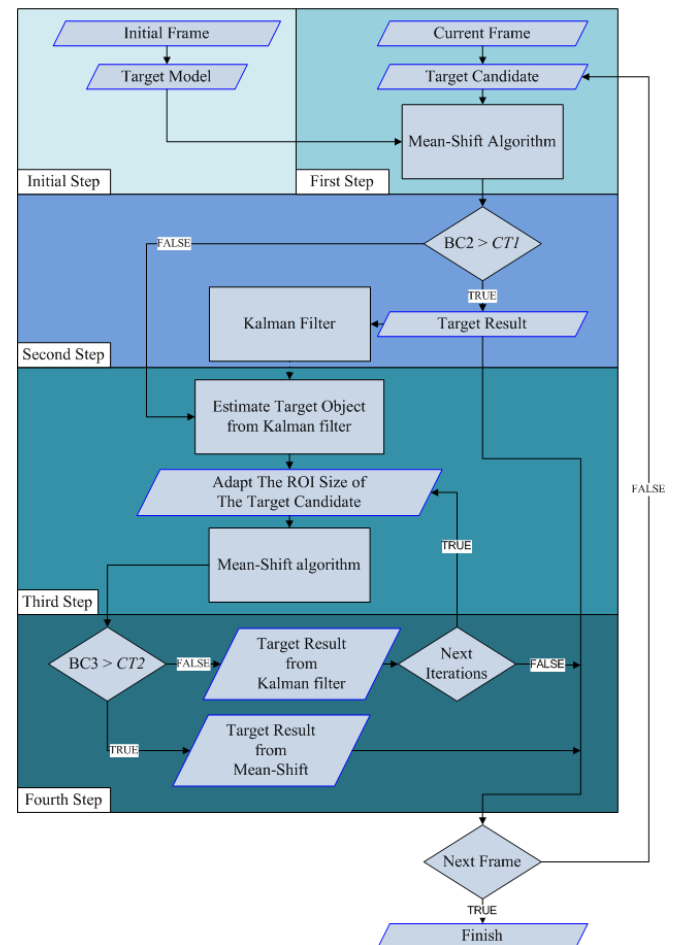 Initial Frame
Current Frame
Target Model
Target Candidate
Mean-Shift Algorithm
Initial Step
First Step
BC2 > CT1
FALSE
TRUE
Kalman Filter
Target Result
Second Step
Estimate Target Object
from Kalman filter
Adapt The ROI Size of
The Target Candidate
FALSE
TRUE
Mean-Shift algorithm
Third Step
BC3 > CT2
FALSE
Target Result
from
Kalman filter
Next
Iterations
FALSE
TRUE
Target Result
from
Mean-Shift
Fourth Step
Next Frame
TRUE
Finish